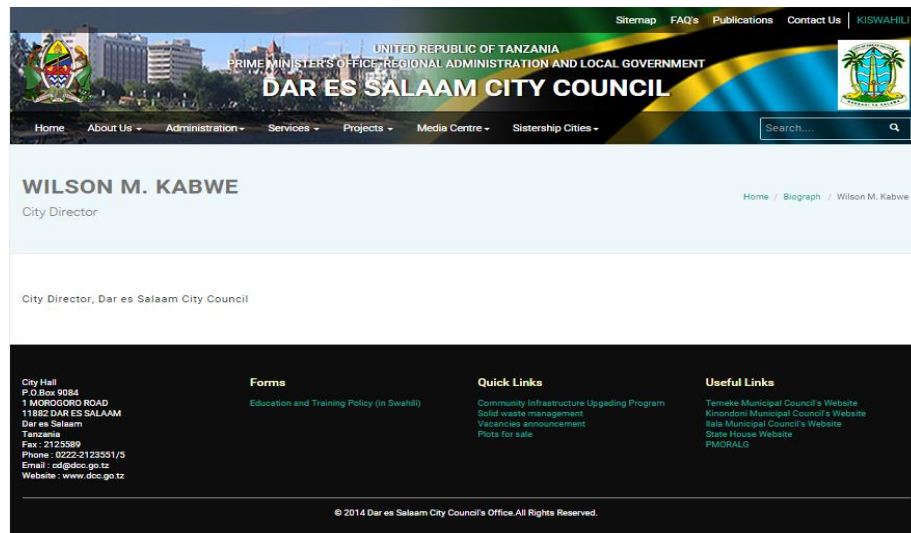 Sitemap FAQ's Publications Contact Us KISWAHILI
UNITED REPUBLIC OF TANZANIA
PRIME MINISTER'S OFFICE REGIONAL ADMINISTRATION AND LOCAL GOVERNMENT
DAR ES SALAAM CITY COUNCIL
Home About Us Administration Services Projects Media Centre Sistership Cities Search....
WILSON M. KABWE
City Director
Home / Biograph / Wilson M. Kabwe
City Director, Dar es Salaam City Council
City Hall
P.O.Box 9084
1 MOROGORO ROAD
11882 DAR ES SALAAM
Dar es Salaam
Tanzania
Fax : 2125589
Phone : 0222-2123551/5
Email : cd@dcc.go.tz
Website : www.dcc.go.tz
Forms
Education and Training Policy (in Swahili)
Quick Links
Community Infrastructure Upgading Program
Solid waste management
Vacancies announcement
Plots for sale
Useful Links
Temeke Municipal Council's Website
Kinondoni Municipal Council's Website
Ilala Municipal Council's Website
State House Website
PMORALG
© 2014 Dar es Salaam City Council's Office.All Rights Reserved.